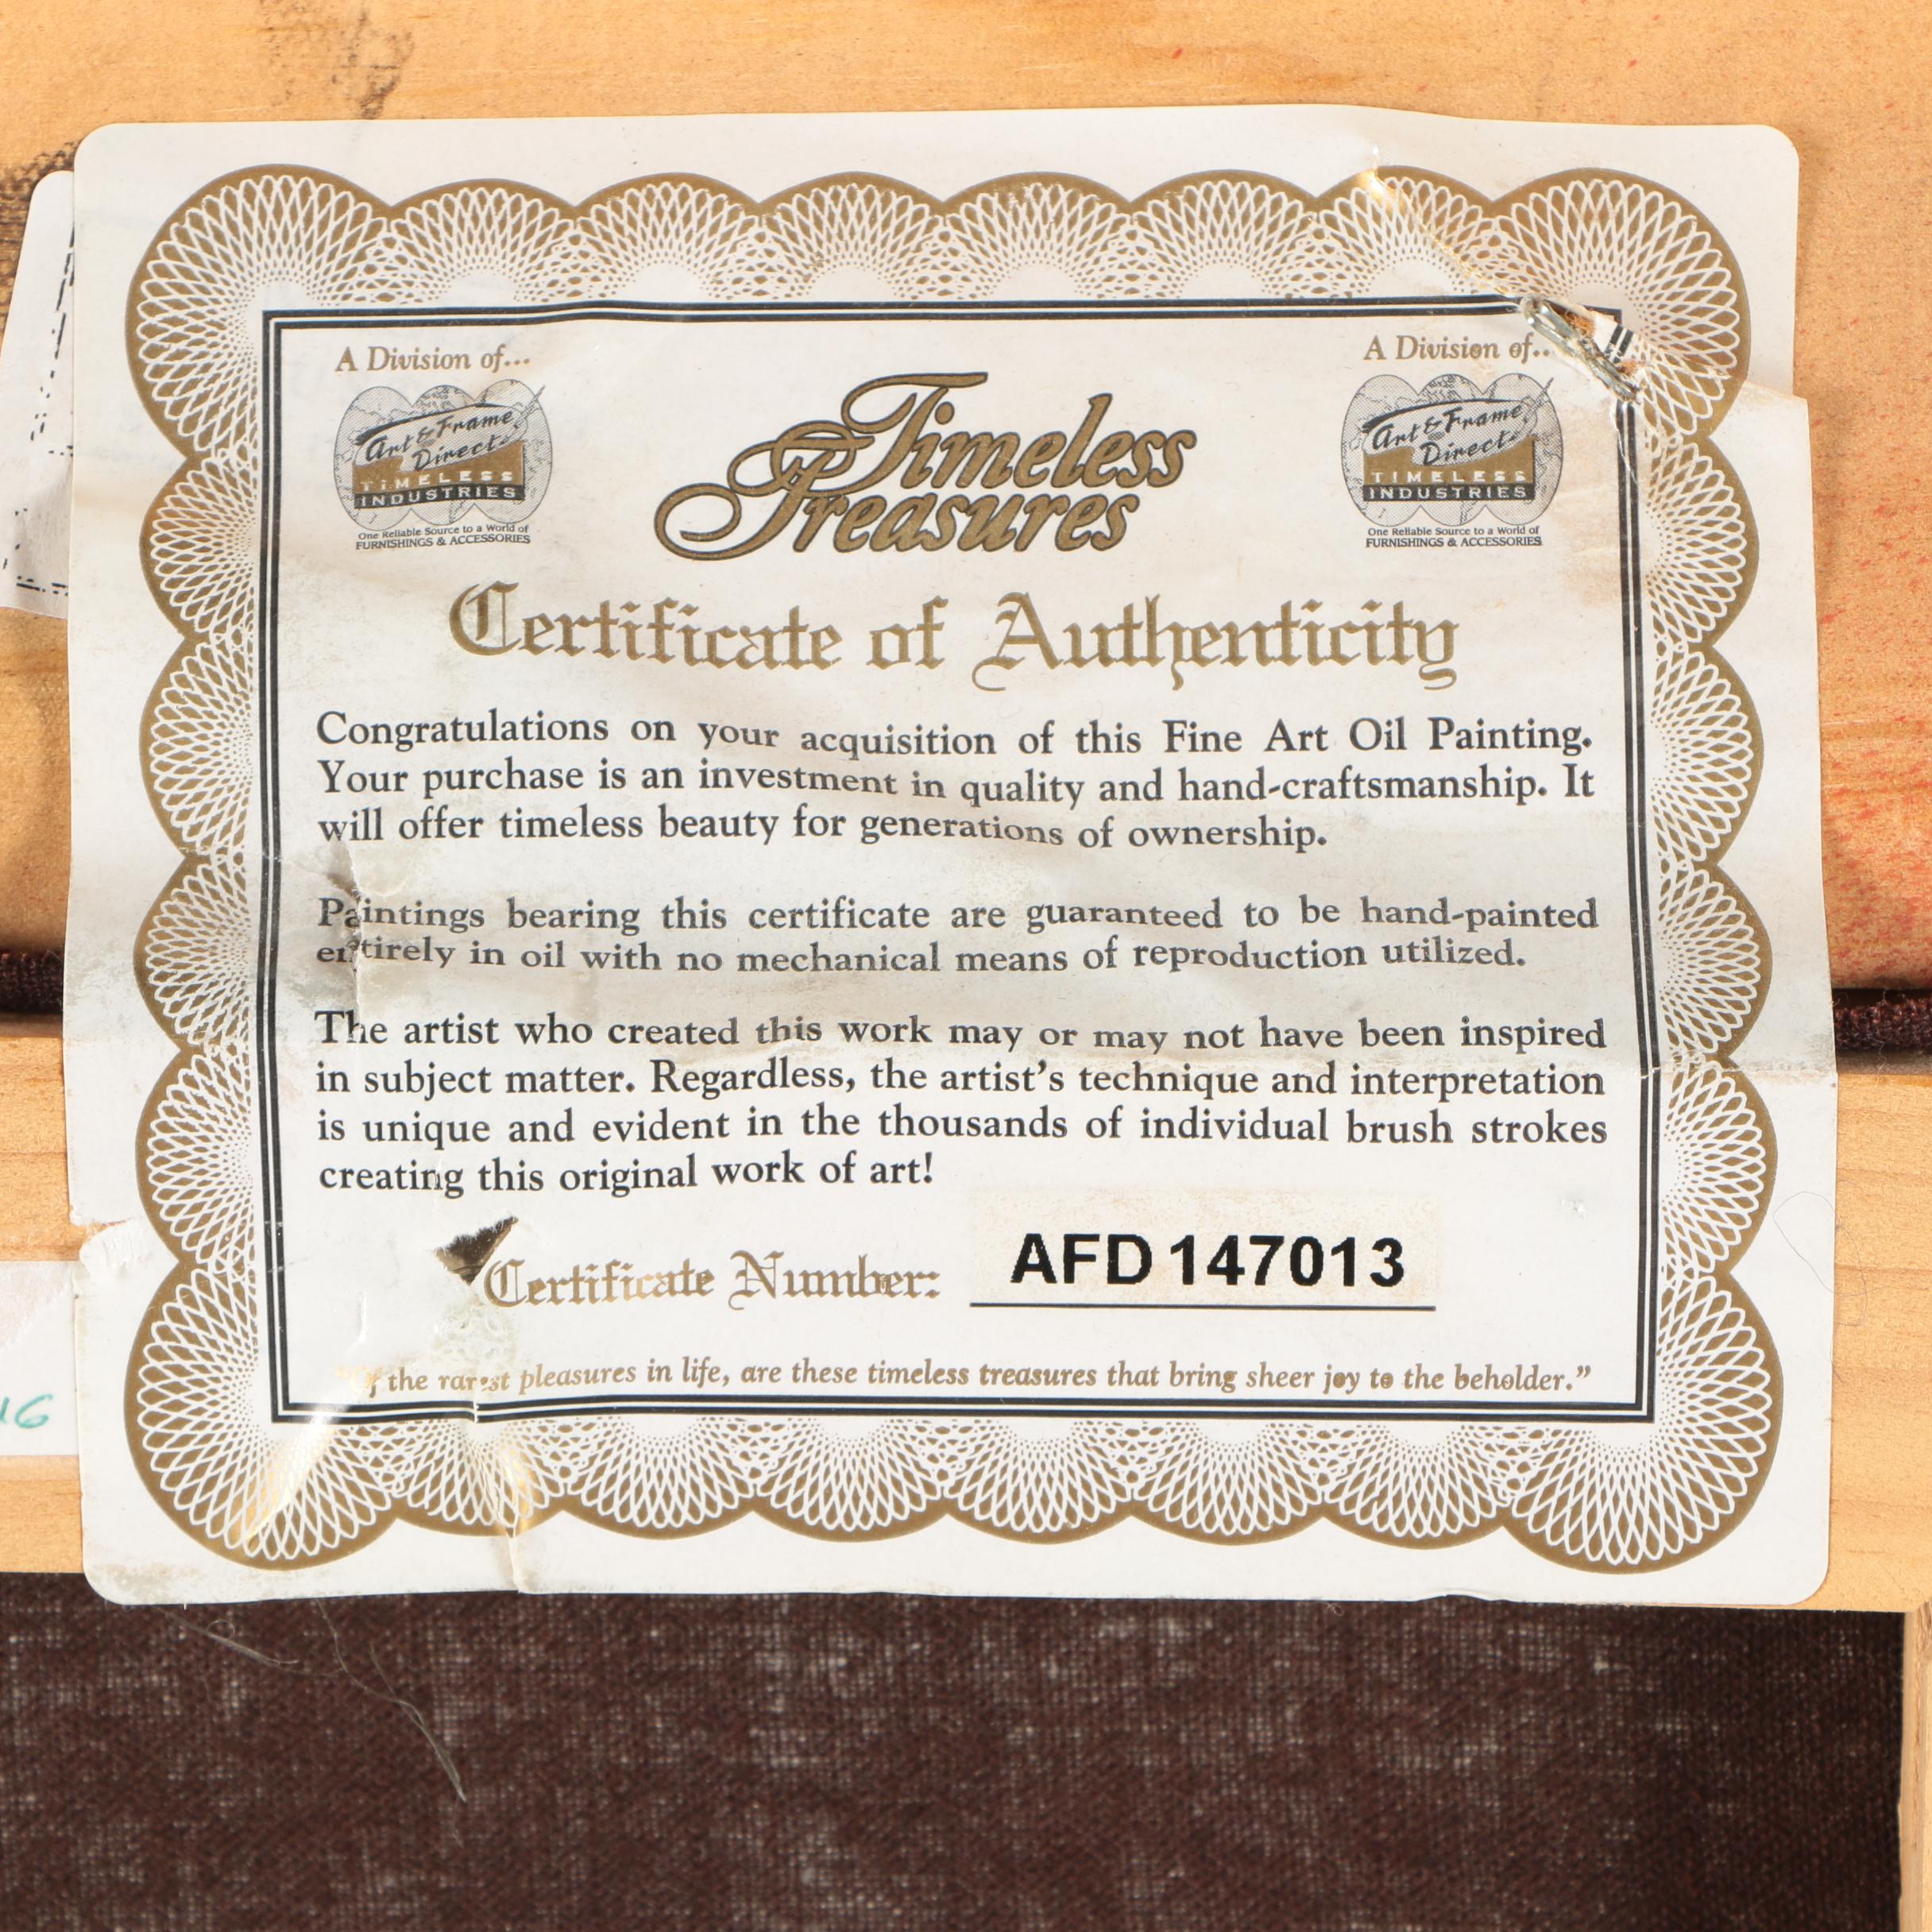 A Division of...
Art & Frame
Direct
TIMELESS
INDUSTRIES
One Reliable Source to a World of
FURNISHINGS & ACCESSORIES
Timeless
Treasures
A Division of...
Art & Frame
Direct
TIMELESS
INDUSTRIES
One Reliable Source to a World of
FURNISHINGS & ACCESSORIES
Certificate of Authenticity
Congratulations on your acquisition of this Fine Art Oil Painting.
Your purchase is an investment in quality and hand-craftsmanship. It
will offer timeless beauty for generations of ownership.
Paintings bearing this certificate are guaranteed to be hand-painted
entirely in oil with no mechanical means of reproduction utilized.
The artist who created this work may or may not have been inspired
in subject matter. Regardless, the artist's technique and interpretation
is unique and evident in the thousands of individual brush strokes
creating this original work of art!
Certificate Number: AFD 147013
"Of the rarest pleasures in life, are these timeless treasures that bring sheer joy to the beholder."